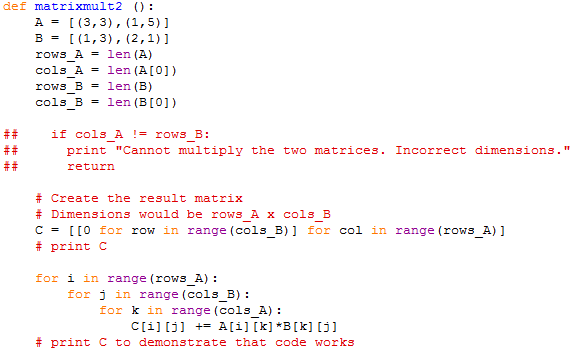 def matrixmult2 ():
    A = [(3,3),(1,5)]
    B = [(1,3),(2,1)]
    rows_A = len(A)
    cols_A = len(A[0])
    rows_B = len(B)
    cols_B = len(B[0])

##    if cols_A != rows_B:
##      print "Cannot multiply the two matrices. Incorrect dimensions."
##      return

    # Create the result matrix
    # Dimensions would be rows_A x cols_B
    C = [[0 for row in range(cols_B)] for col in range(rows_A)]
    # print C

    for i in range(rows_A):
        for j in range(cols_B):
            for k in range(cols_A):
                C[i][j] += A[i][k]*B[k][j]
    # print C to demonstrate that code works